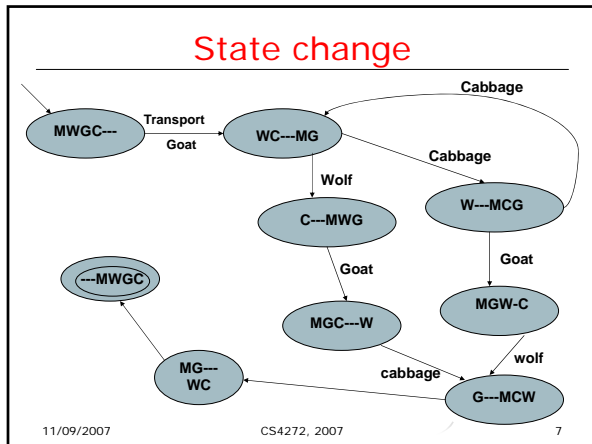 State change
Cabbage
MWGC---
Transport
Goat
WC---MG
Cabbage
Wolf
W---MCG
C---MWG
Goat
Goat
---MWGC
MGC---W
MGW-C
MG---
WC
cabbage
wolf
G---MCW
11/09/2007
CS4272, 2007
7